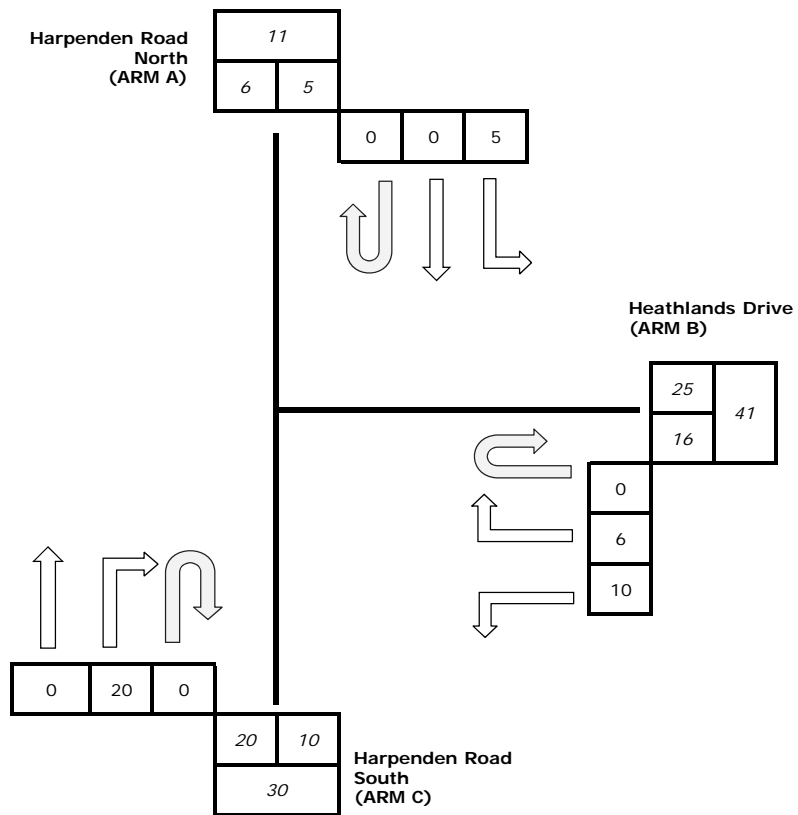 Harpenden Road
North
(ARM A)
11
6 5
0 0 5
Heathlands Drive
(ARM B)
25
41
16
0
6
10
0 20 0
20 10
30
Harpenden Road
South
(ARM C)